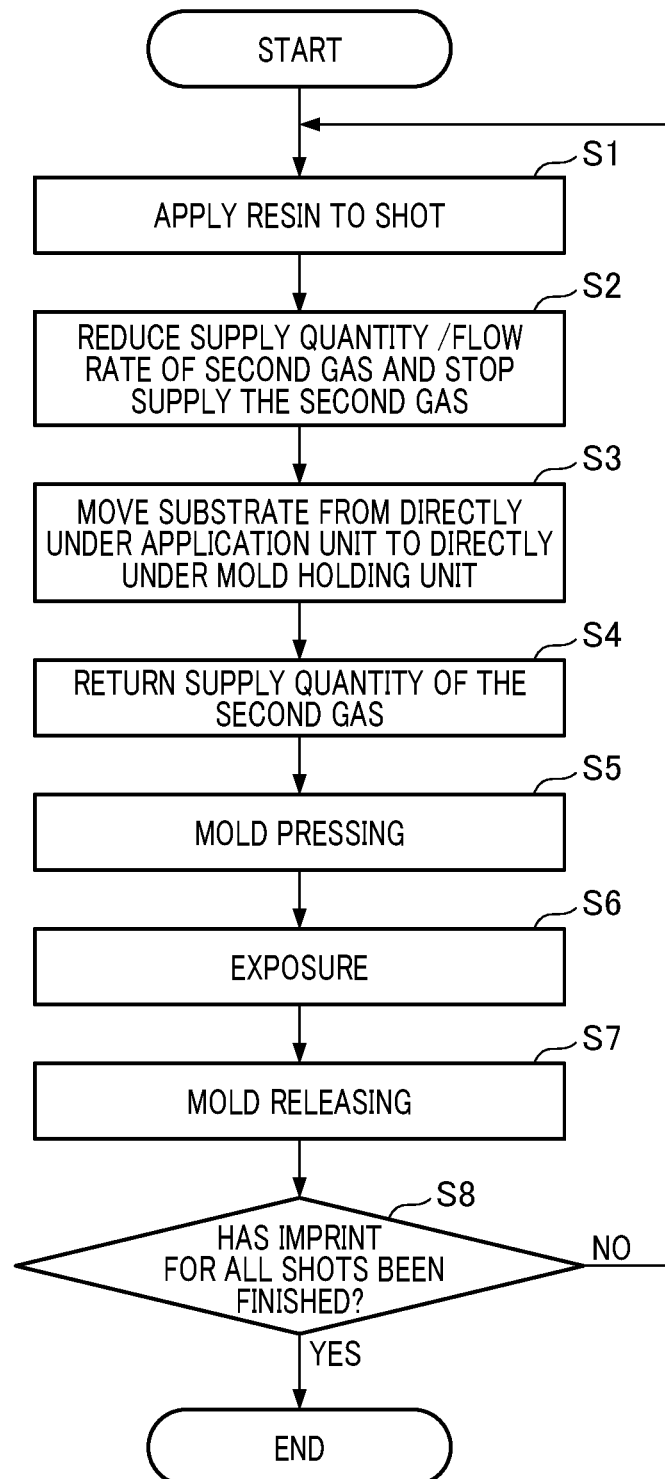 START
S1
APPLY RESIN TO SHOT
S2
REDUCE SUPPLY QUANTITY /FLOW
RATE OF SECOND GAS AND STOP
SUPPLY THE SECOND GAS
S3
MOVE SUBSTRATE FROM DIRECTLY
UNDER APPLICATION UNIT TO DIRECTLY
UNDER MOLD HOLDING UNIT
S4
RETURN SUPPLY QUANTITY OF THE
SECOND GAS
S5
MOLD PRESSING
S6
EXPOSURE
S7
MOLD RELEASING
S8
HAS IMPRINT
FOR ALL SHOTS BEEN
FINISHED?
NO
YES
END